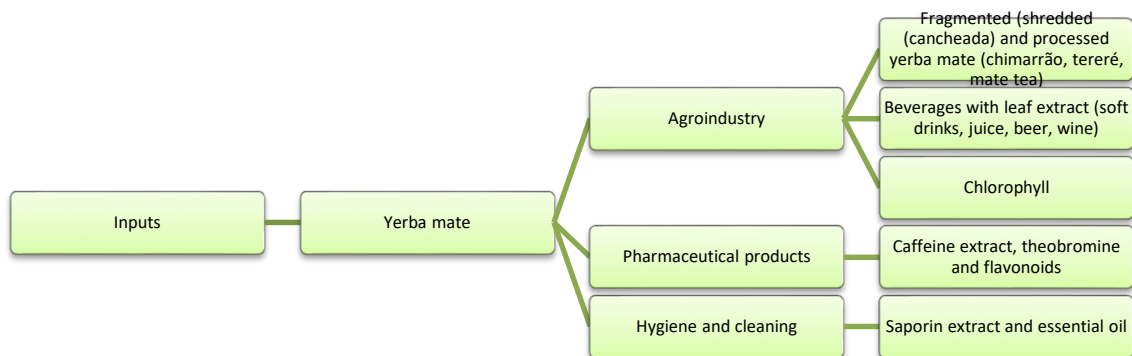 Fragmented (shredded
(cancheada) and processed
yerba mate (chimarrão, tereré,
mate tea)
Agroindustry
Beverages with leaf extract (soft
drinks, juice, beer, wine)
Chlorophyll
Inputs
Yerba mate
Pharmaceutical products
Caffeine extract, theobromine
and flavonoids
Hygiene and cleaning
Saporin extract and essential oil